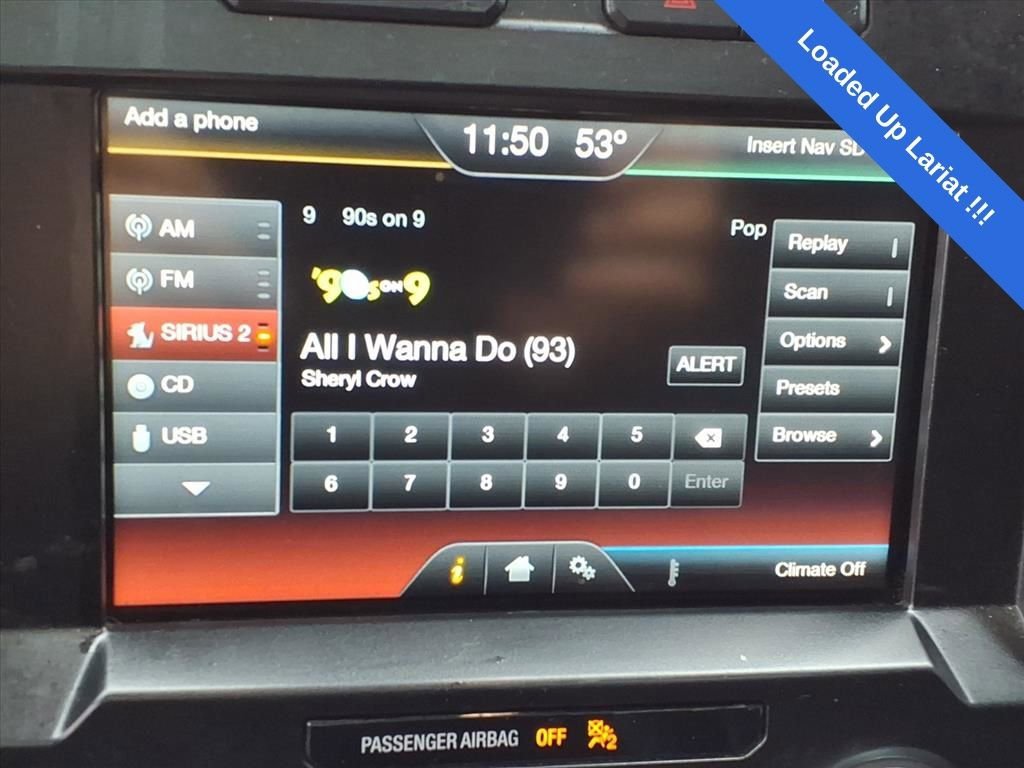 Loaded Up Lariat !!!
Add a phone
11:50 53°
Insert Nav SD
AM
FM
SIRIUS 2
CD
USB
9 90s on 9
Pop
'90s ON 9
All I Wanna Do (93)
Sheryl Crow
ALERT
1 2 3 4 5
6 7 8 9 0 Enter
Replay
Scan
Options
Presets
Browse
i
Climate Off
PASSENGER AIRBAG OFF 2